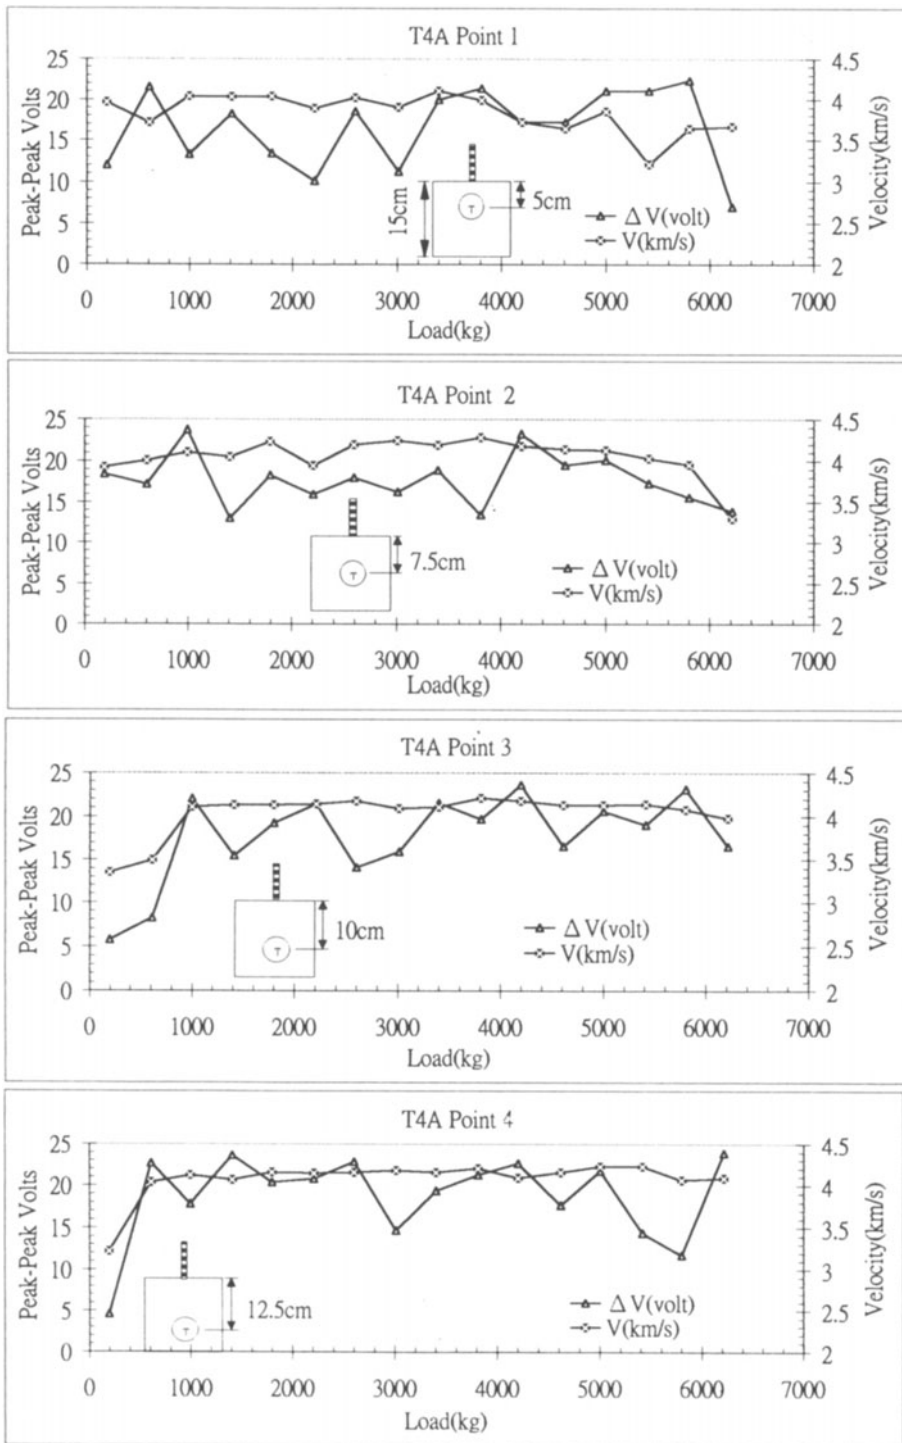 T4A Point 1
Peak-Peak Volts
25
20
15
10
5
0
4.5
4
3.5
3
2.5
2
Velocity(km/s)
15cm
5cm
Δ V(volt)
V(km/s)
T
0 1000 2000 3000 4000 5000 6000 7000
Load(kg)
T4A Point 2
Peak-Peak Volts
25
20
15
10
5
0
4.5
4
3.5
3
2.5
2
Velocity(km/s)
7.5cm
T
Δ V(volt)
V(km/s)
0 1000 2000 3000 4000 5000 6000 7000
Load(kg)
T4A Point 3
Peak-Peak Volts
25
20
15
10
5
0
4.5
4
3.5
3
2.5
2
Velocity(km/s)
10cm
T
Δ V(volt)
V(km/s)
0 1000 2000 3000 4000 5000 6000 7000
Load(kg)
T4A Point 4
Peak-Peak Volts
25
20
15
10
5
0
4.5
4
3.5
3
2.5
2
Velocity(km/s)
12.5cm
T
Δ V(volt)
V(km/s)
0 1000 2000 3000 4000 5000 6000 7000
Load(kg)